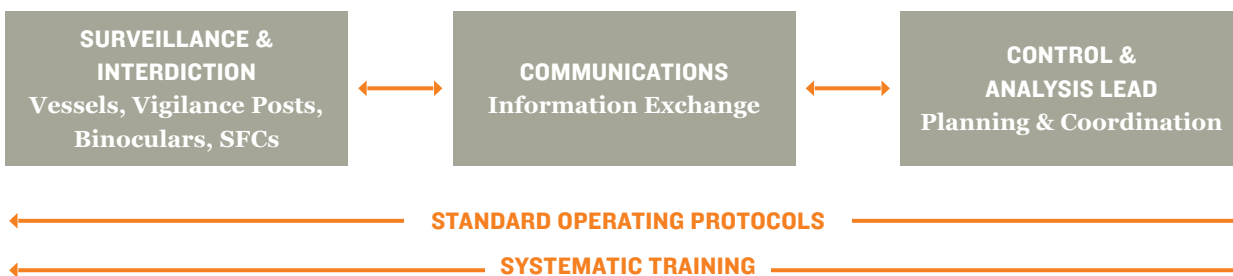 SURVEILLANCE &
INTERDICTION
Vessels, Vigilance Posts,
Binoculars, SFCs
COMMUNICATIONS
Information Exchange
CONTROL &
ANALYSIS LEAD
Planning & Coordination
STANDARD OPERATING PROTOCOLS
SYSTEMATIC TRAINING